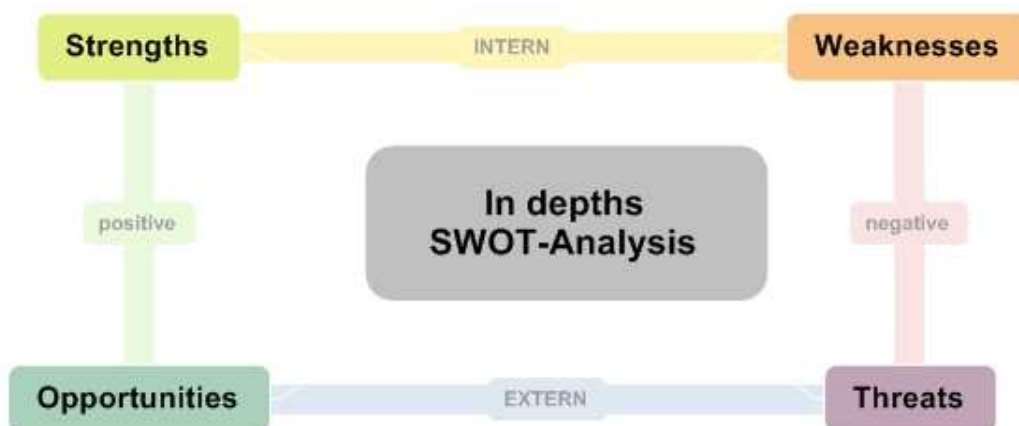 Strengths
INTERN
Weaknesses
In depths
SWOT-Analysis
positive
negative
Opportunities
EXTERN
Threats